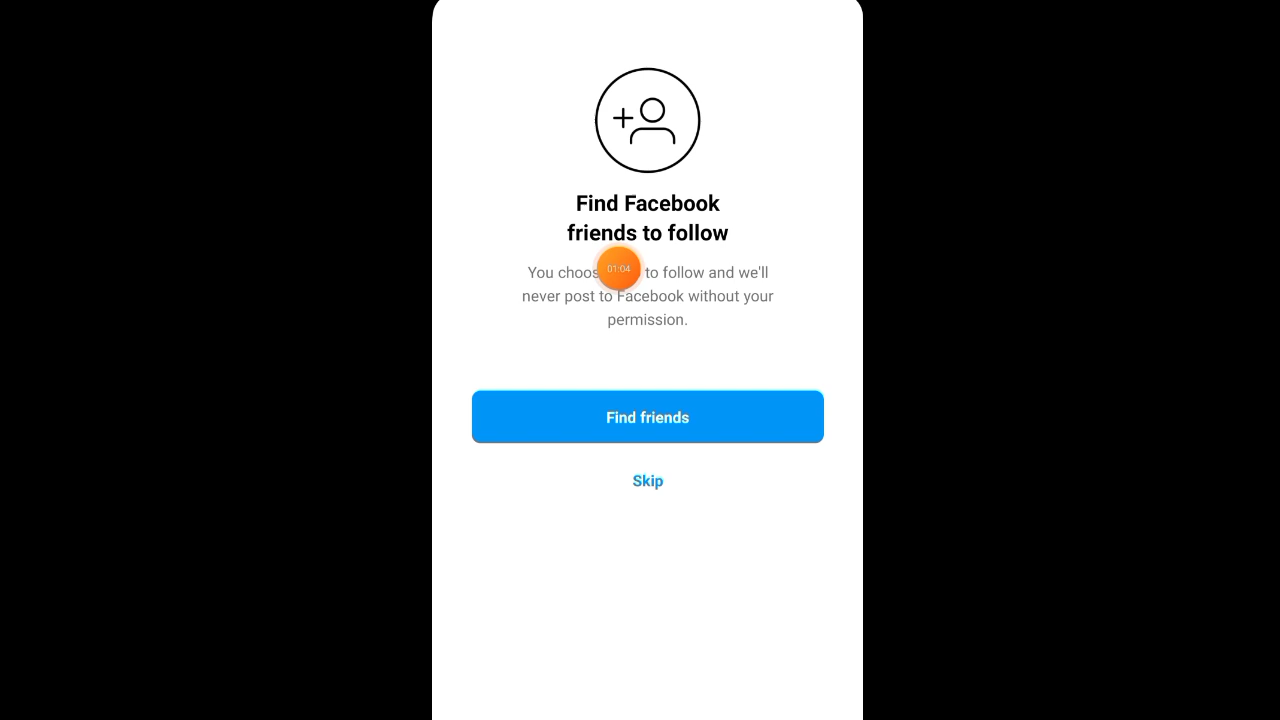 Find Facebook
friends to follow
You choos to follow and we'll
01:04
never post to Facebook without your
permission.
Find friends
Skip